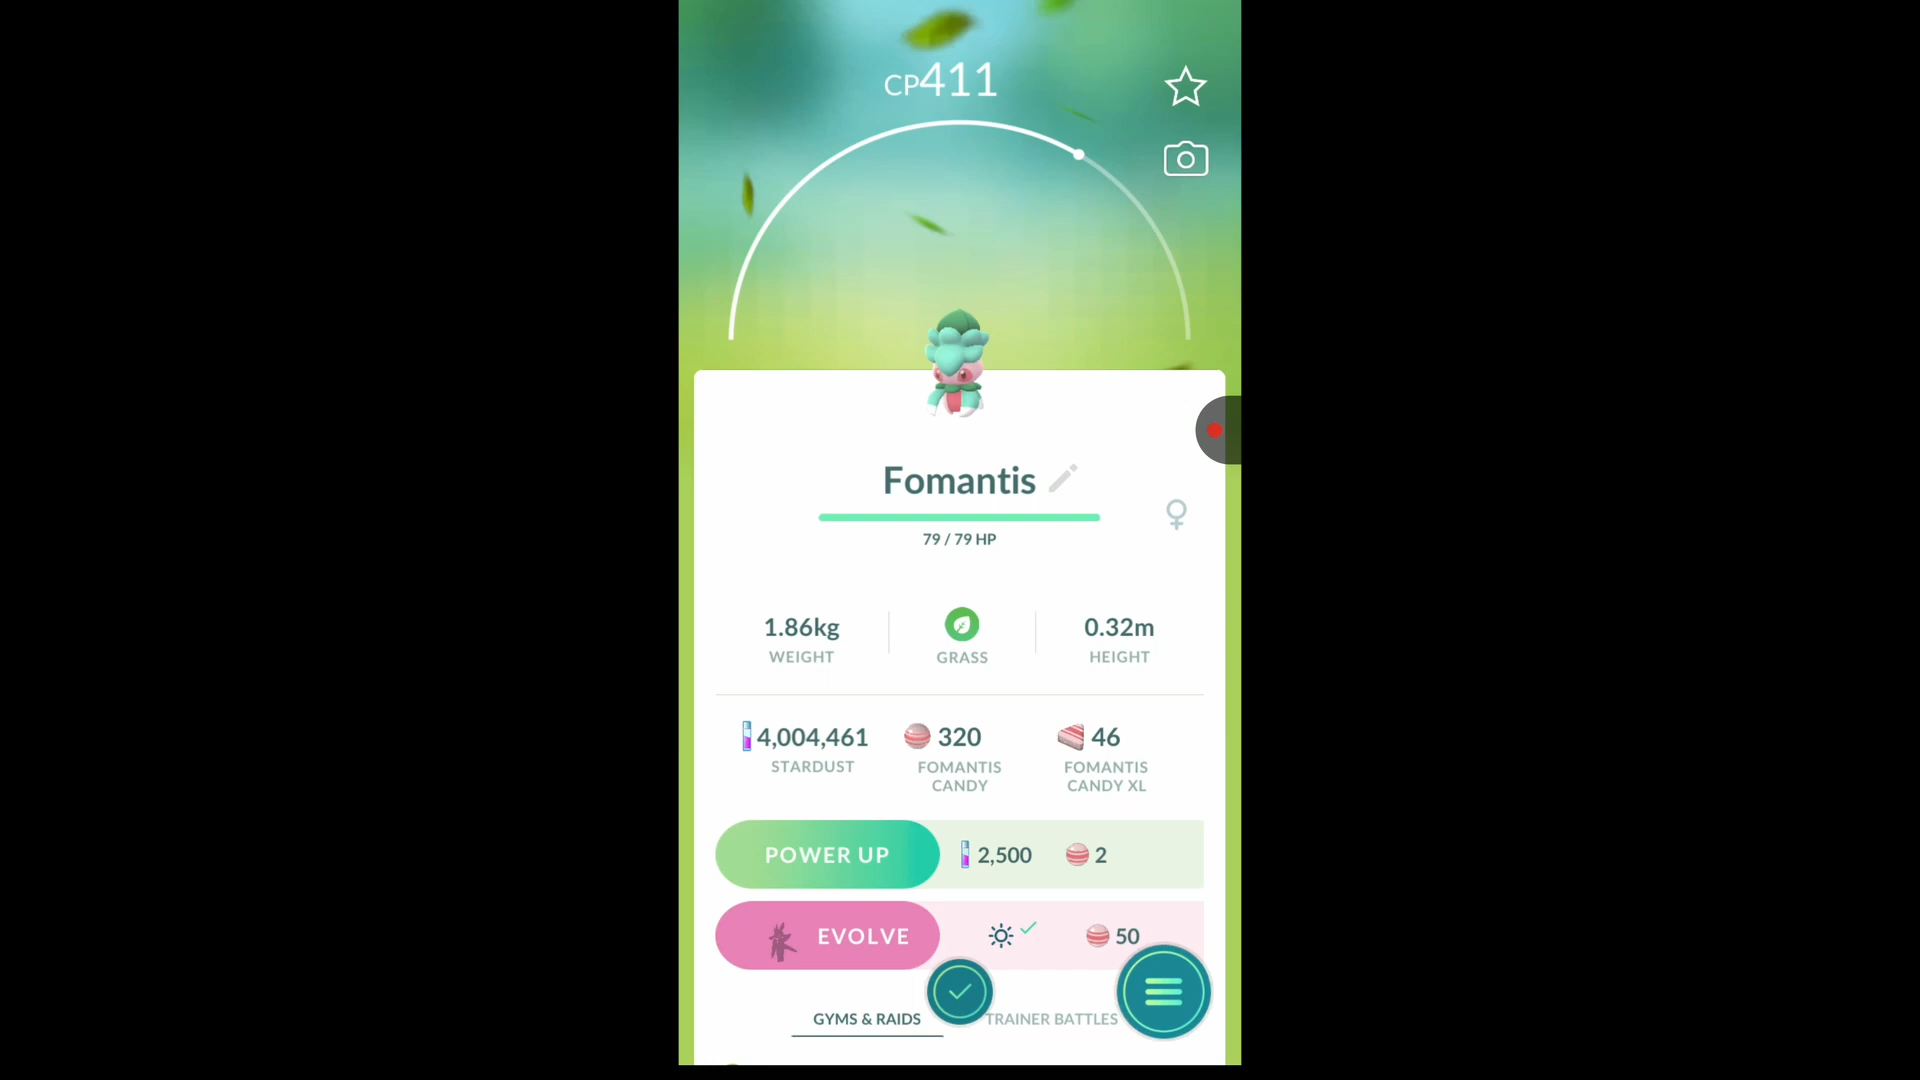 CP411
Fomantis
79 / 79 HP
1.86kg
WEIGHT
GRASS
0.32m
HEIGHT
4,004,461
STARDUST
320
FOMANTIS
CANDY
46
FOMANTIS
CANDY XL
POWER UP
2,500
2
EVOLVE
50
GYMS & RAIDS
TRAINER BATTLES